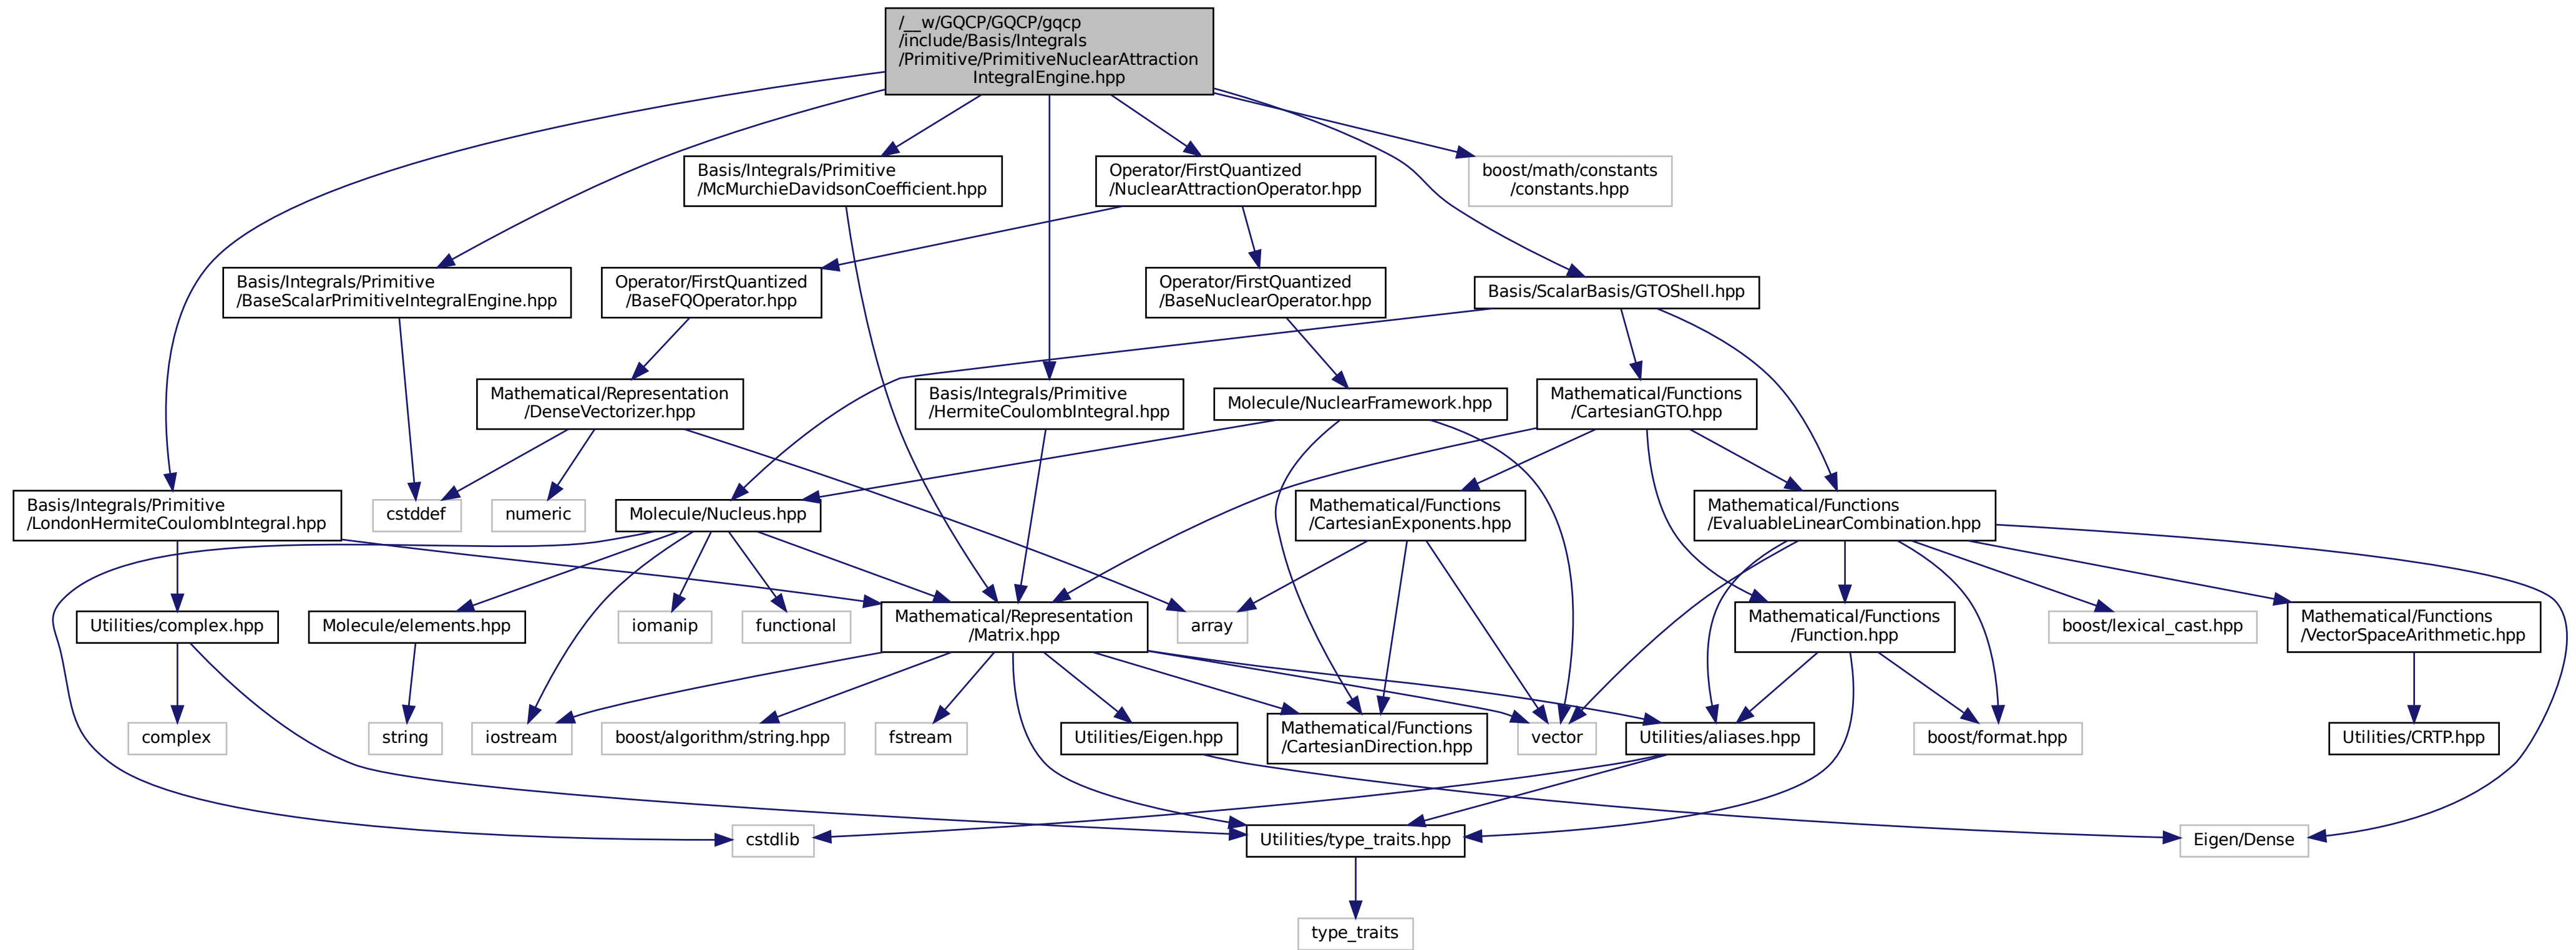 /__w/GQCP/GQCP/gqcp
/include/Basis/Integrals
/Primitive/PrimitiveNuclearAttraction
IntegralEngine.hpp
Basis/Integrals/Primitive
/McMurchieDavidsonCoefficient.hpp
Operator/FirstQuantized
/NuclearAttractionOperator.hpp
boost/math/constants
/constants.hpp
Basis/Integrals/Primitive
/BaseScalarPrimitiveIntegralEngine.hpp
Operator/FirstQuantized
/BaseFQOperator.hpp
Operator/FirstQuantized
/BaseNuclearOperator.hpp
Basis/ScalarBasis/GTOShell.hpp
Mathematical/Representation
/DenseVectorizer.hpp
Basis/Integrals/Primitive
/HermiteCoulombIntegral.hpp
Molecule/NuclearFramework.hpp
Mathematical/Functions
/CartesianGTO.hpp
Basis/Integrals/Primitive
/LondonHermiteCoulombIntegral.hpp
cstddef
numeric
Molecule/Nucleus.hpp
Mathematical/Functions
/CartesianExponents.hpp
Mathematical/Functions
/EvaluableLinearCombination.hpp
Utilities/complex.hpp
Molecule/elements.hpp
iomanip
functional
Mathematical/Representation
/Matrix.hpp
array
Mathematical/Functions
/Function.hpp
boost/lexical_cast.hpp
Mathematical/Functions
/VectorSpaceArithmetic.hpp
complex
string
iostream
boost/algorithm/string.hpp
fstream
Utilities/Eigen.hpp
Mathematical/Functions
/CartesianDirection.hpp
vector
Utilities/aliases.hpp
boost/format.hpp
Utilities/CRTP.hpp
cstdlib
Utilities/type_traits.hpp
Eigen/Dense
type_traits